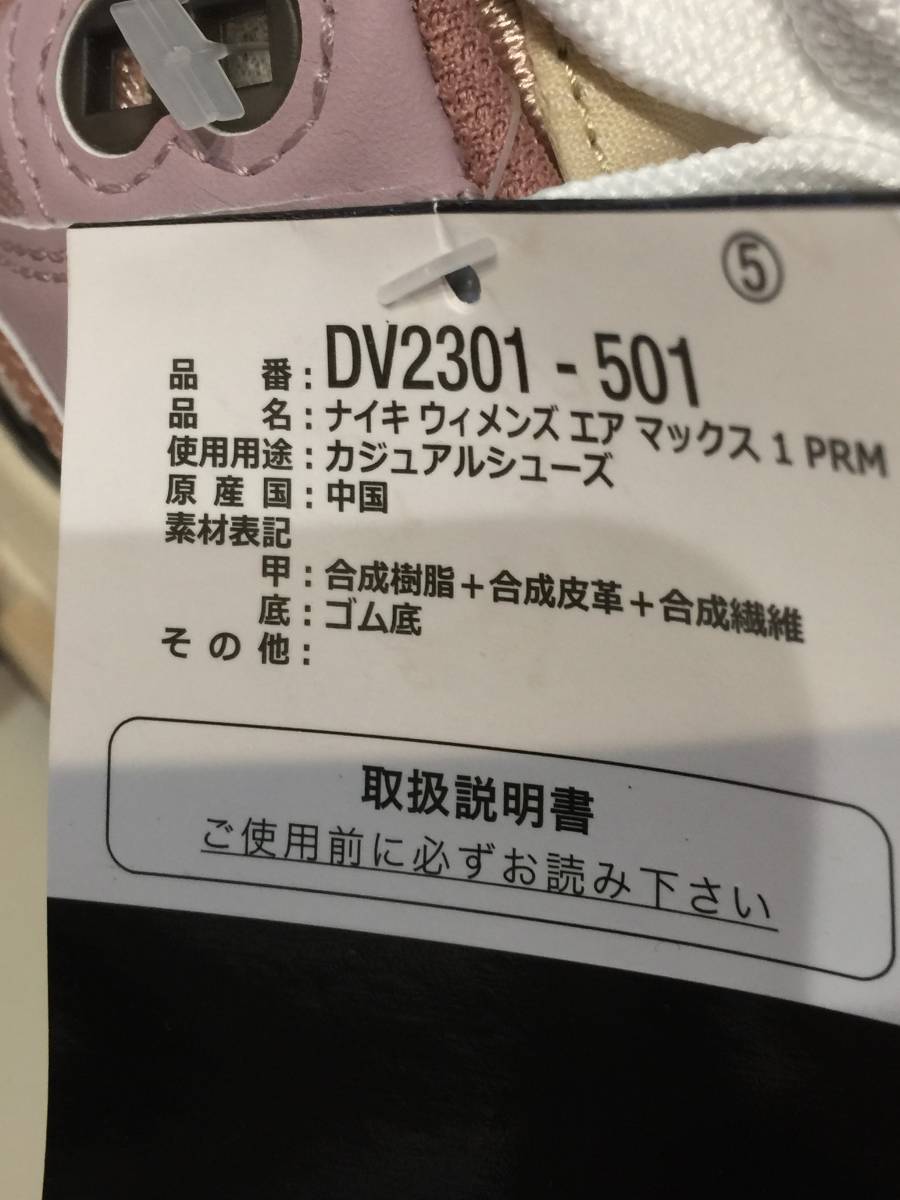 ⑤
品番:DV2301-501
品名:ナイキ ウィメンズ エア マックス 1 PRM
使用用途:カジュアルシューズ
原産国:中国
素材表記
甲:合成樹脂+合成皮革+合成繊維
底:ゴム底
その他:
取扱説明書
ご使用前に必ずお読み下さい